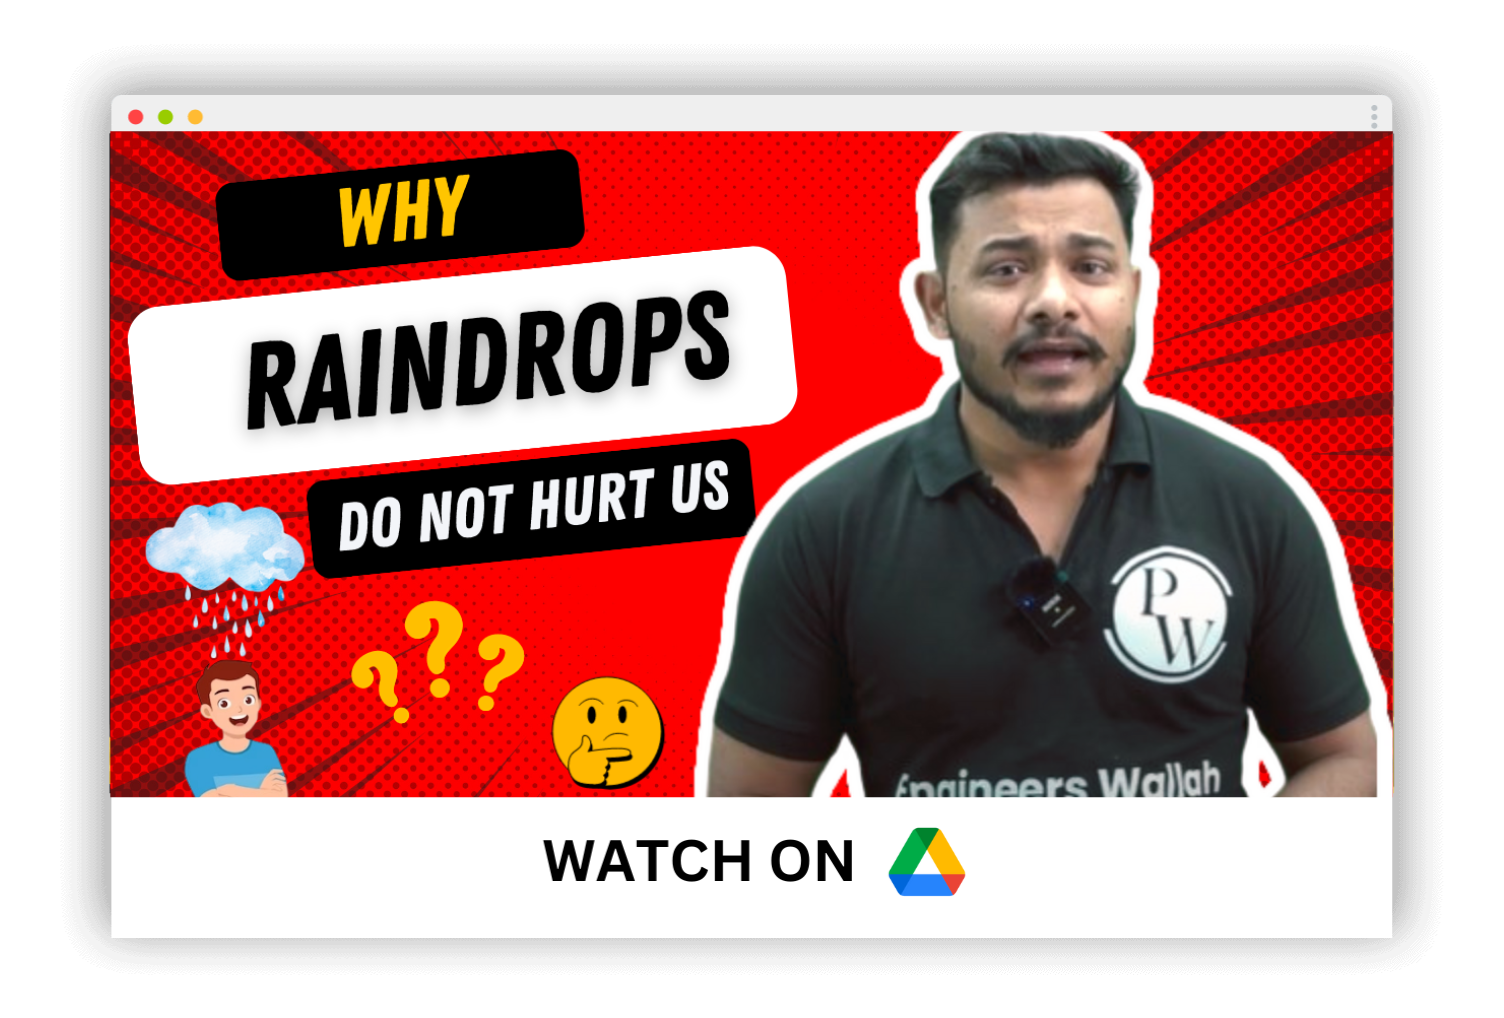 WHY
RAINDROPS
DO NOT HURT US
PW
Engineers Wallah
WATCH ON